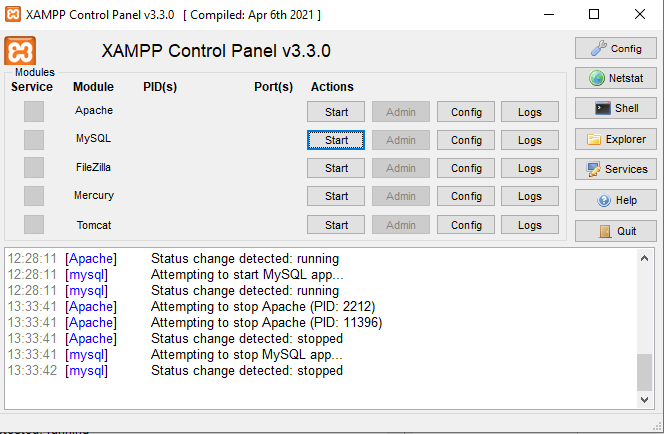 XAMPP Control Panel v3.3.0 [ Compiled: Apr 6th 2021 ]
XAMPP Control Panel v3.3.0
Modules
Service Module PID(s) Port(s) Actions
Apache Start Admin Config Logs
MySQL Start Admin Config Logs
FileZilla Start Admin Config Logs
Mercury Start Admin Config Logs
Tomcat Start Admin Config Logs
Config
Netstat
Shell
Explorer
Services
Help
Quit
12:28:11 [Apache] Status change detected: running
12:28:11 [mysql] Attempting to start MySQL app...
12:28:11 [mysql] Status change detected: running
13:33:41 [Apache] Attempting to stop Apache (PID: 2212)
13:33:41 [Apache] Attempting to stop Apache (PID: 11396)
13:33:41 [Apache] Status change detected: stopped
13:33:41 [mysql] Attempting to stop MySQL app...
13:33:42 [mysql] Status change detected: stopped